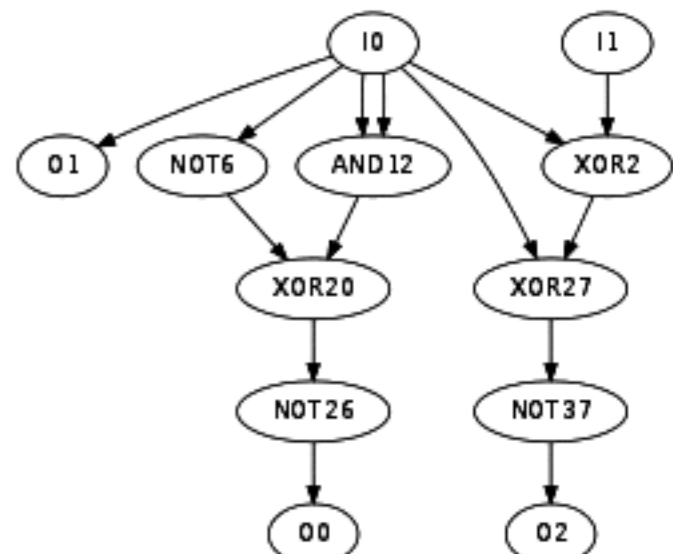 I0 I1
O1 NOT6 AND12 XOR2
XOR20 XOR27
NOT26 NOT37
O0 O2